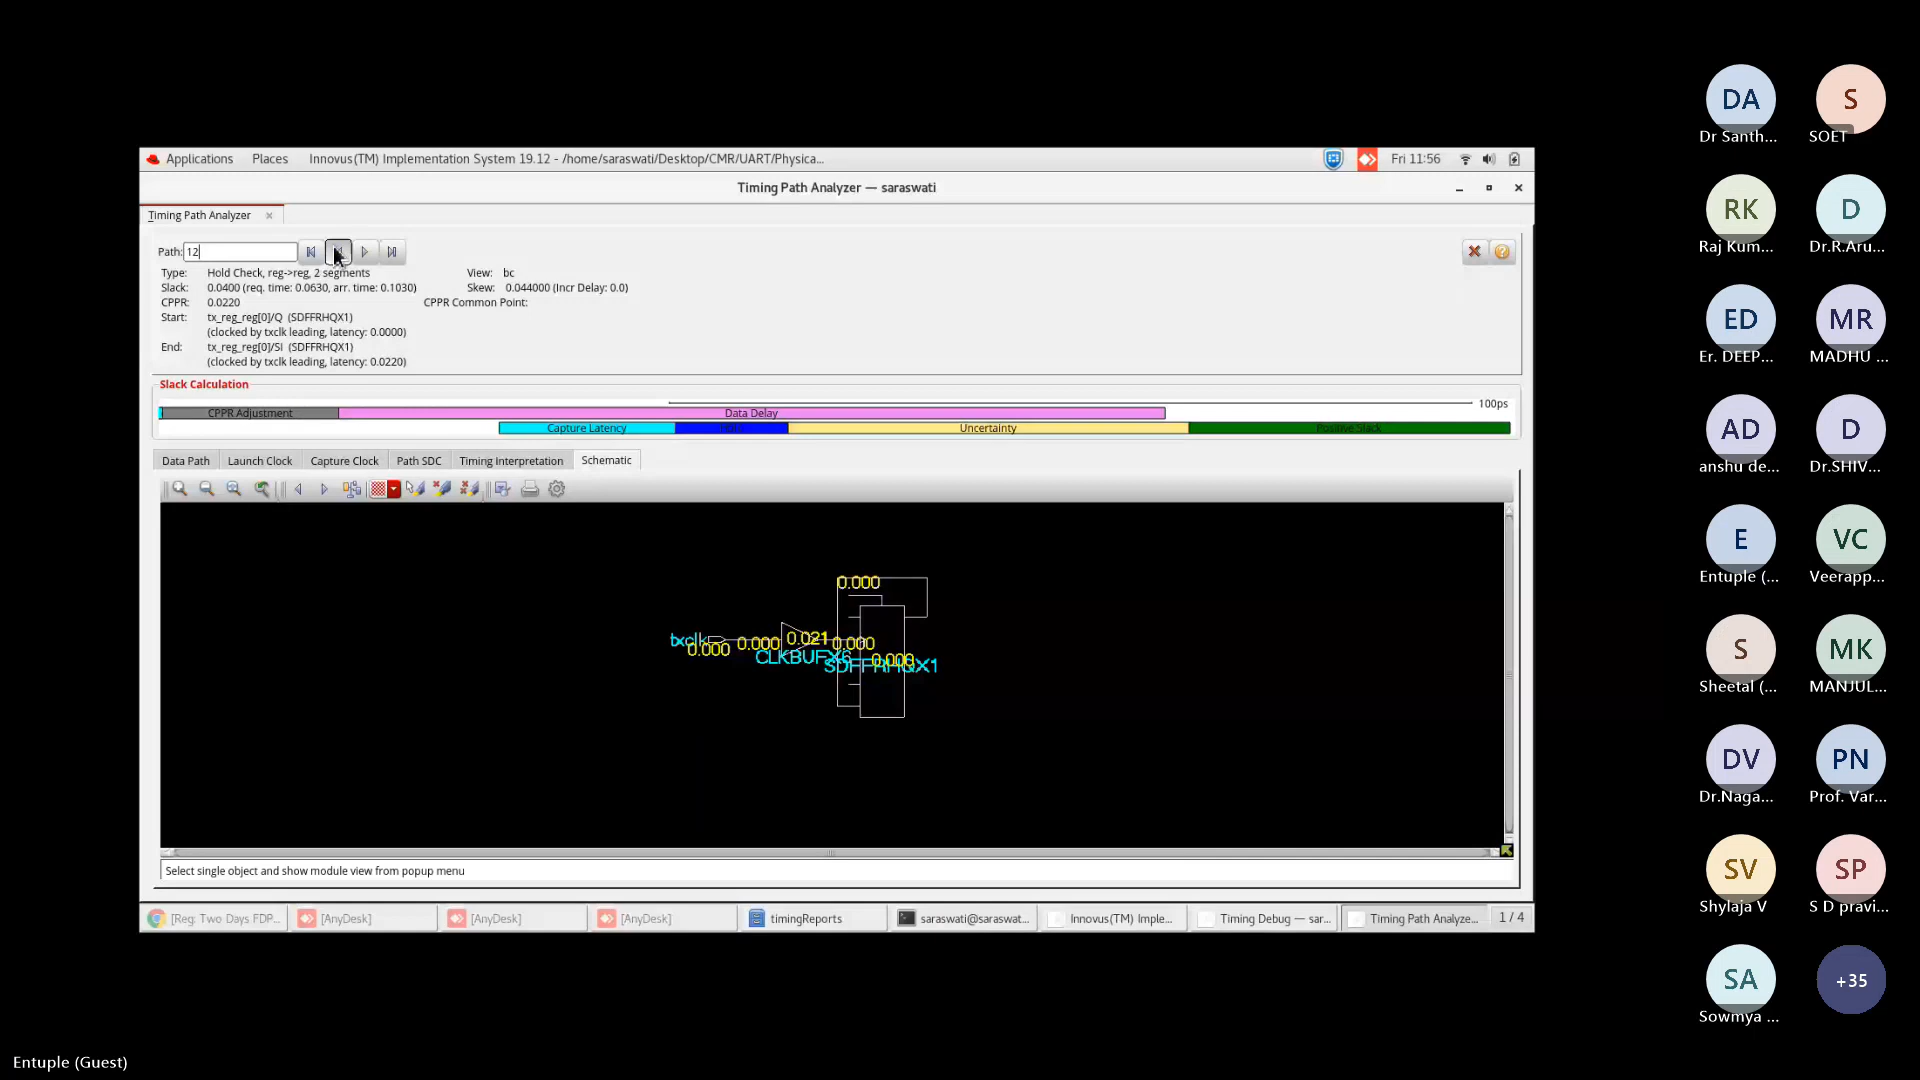 Applications Places Innovus(TM) Implementation System 19.12 - /home/saraswati/Desktop/CMR/UART/Physica... Fri 11:56
Timing Path Analyzer — saraswati
Timing Path Analyzer
Path: 12
Type: Hold Check, reg->reg, 2 segments View: bc
Slack: 0.0400 (req. time: 0.0630, arr. time: 0.1030) Skew: 0.044000 (Incr Delay: 0.0)
CPPR: 0.0220 CPPR Common Point:
Start: tx_reg_reg[0]/Q (SDFFRHQX1)
(clocked by txclk leading, latency: 0.0000)
End: tx_reg_reg[0]/SI (SDFFRHQX1)
(clocked by txclk leading, latency: 0.0220)
Slack Calculation
100ps
CPPR Adjustment Data Delay
Capture Latency Hold Uncertainty Positive Slack
Data Path Launch Clock Capture Clock Path SDC Timing Interpretation Schematic
0.000
txclk 0.000 0.000 0.021 0.000
CLKBUFX6 0.000
SDFFRHQX1
Select single object and show module view from popup menu
[Reg: Two Days FDP... [AnyDesk] [AnyDesk] [AnyDesk] timingReports saraswati@saraswat... Innovus(TM) Imple... Timing Debug — sar... Timing Path Analyze... 1 / 4
DA S
Dr Santh... SOET
RK D
Raj Kum... Dr.R.Aru...
ED MR
Er. DEEP... MADHU ...
AD D
anshu de... Dr.SHIV...
E VC
Entuple (... Veerapp...
S MK
Sheetal (... MANJUL...
DV PN
Dr.Naga... Prof. Var...
SV SP
Shylaja V S D pravi...
SA +35
Sowmya ...
Entuple (Guest)